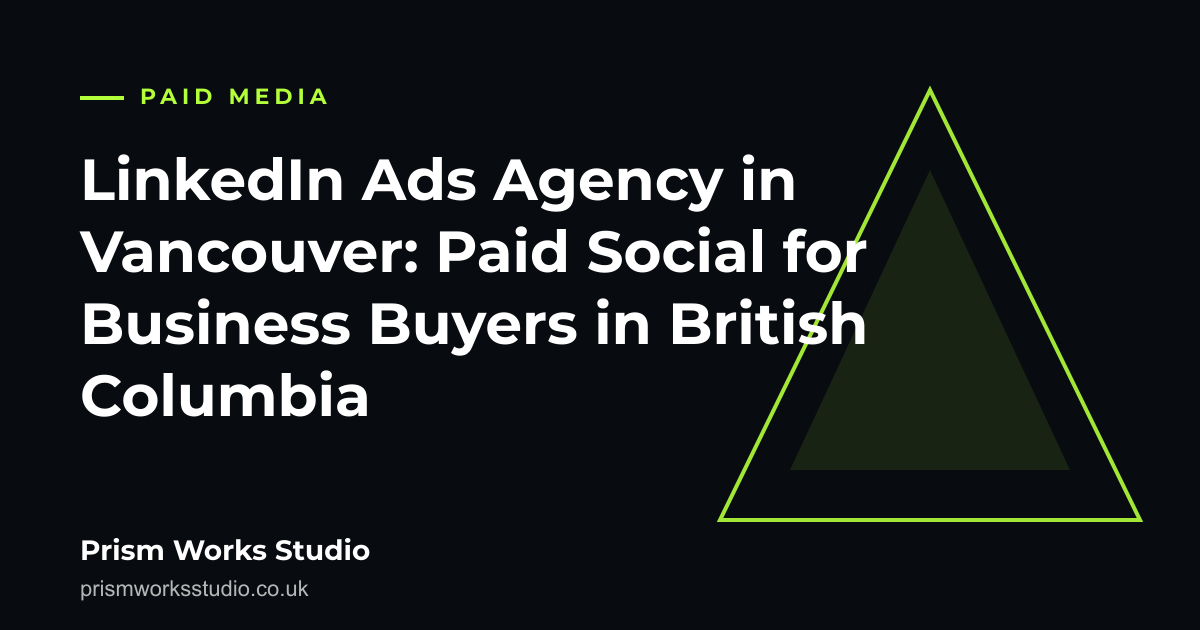 PAID MEDIA
LinkedIn Ads Agency in
Vancouver: Paid Social for
Business Buyers in British
Columbia
Prism Works Studio
prismworksstudio.co.uk